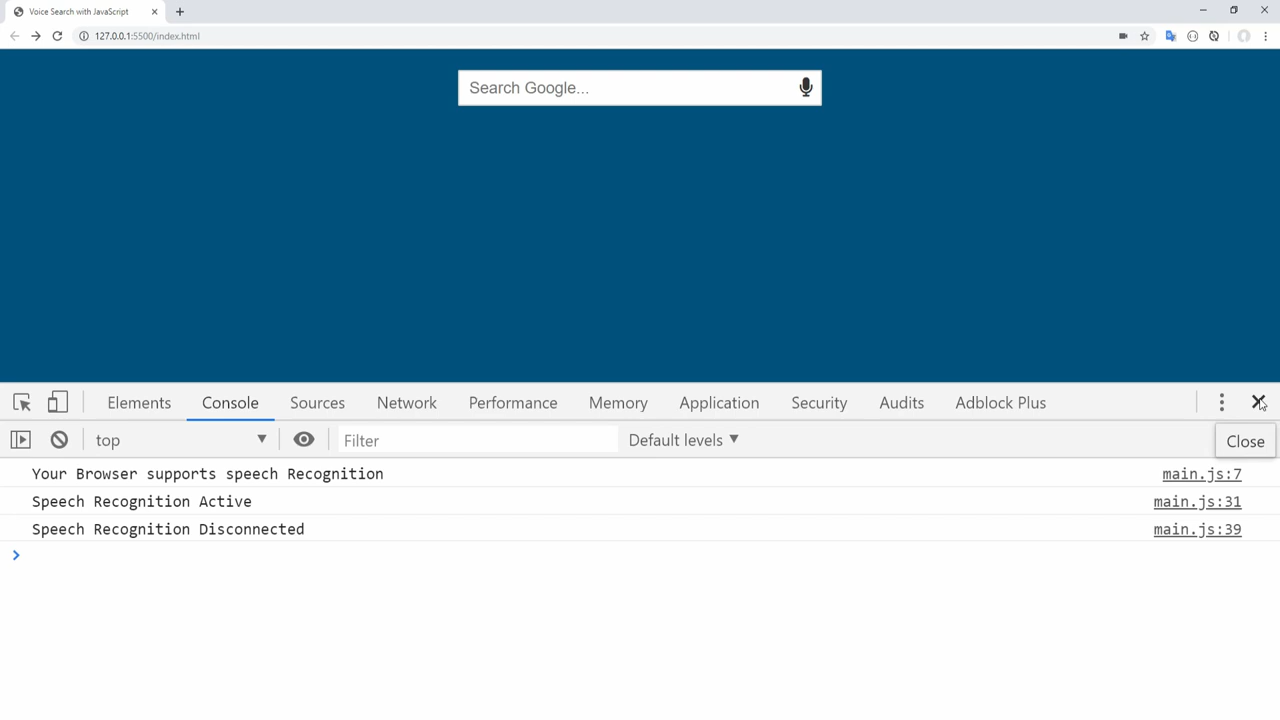 Voice Search with JavaScript
127.0.0.1:5500/index.html
Search Google...
Elements Console Sources Network Performance Memory Application Security Audits Adblock Plus
top Filter Default levels Close
Your Browser supports speech Recognition main.js:7
Speech Recognition Active main.js:31
Speech Recognition Disconnected main.js:39